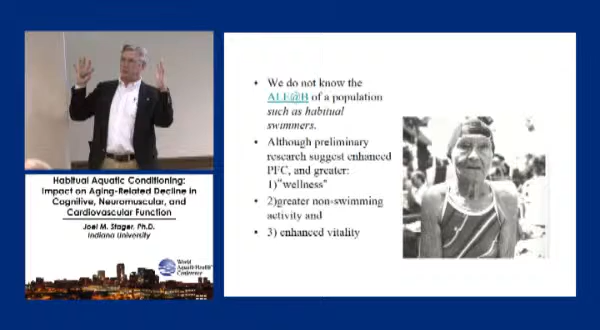 Habitual Aquatic Conditioning:
Impact on Aging-Related Decline in
Cognitive, Neuromuscular, and
Cardiovascular Function
Joel M. Stager, Ph.D.
Indiana University
World
Aquatic Health
Conference
• We do not know the
ALE@B of a population
such as habitual
swimmers.
• Although preliminary
research suggest enhanced
PFC, and greater:
1)"wellness"
• 2)greater non-swimming
activity and
• 3) enhanced vitality